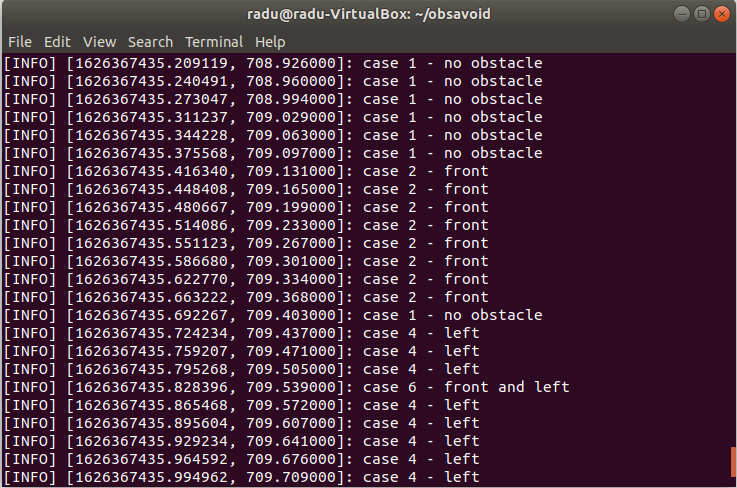 radu@radu-VirtualBox: ~/obsavoid
File Edit View Search Terminal Help
[INFO] [1626367435.209119, 708.926000]: case 1 - no obstacle
[INFO] [1626367435.240491, 708.960000]: case 1 - no obstacle
[INFO] [1626367435.273047, 708.994000]: case 1 - no obstacle
[INFO] [1626367435.311237, 709.029000]: case 1 - no obstacle
[INFO] [1626367435.344228, 709.063000]: case 1 - no obstacle
[INFO] [1626367435.375568, 709.097000]: case 1 - no obstacle
[INFO] [1626367435.416340, 709.131000]: case 2 - front
[INFO] [1626367435.448408, 709.165000]: case 2 - front
[INFO] [1626367435.480667, 709.199000]: case 2 - front
[INFO] [1626367435.514086, 709.233000]: case 2 - front
[INFO] [1626367435.551123, 709.267000]: case 2 - front
[INFO] [1626367435.586680, 709.301000]: case 2 - front
[INFO] [1626367435.622770, 709.334000]: case 2 - front
[INFO] [1626367435.663222, 709.368000]: case 2 - front
[INFO] [1626367435.692267, 709.403000]: case 1 - no obstacle
[INFO] [1626367435.724234, 709.437000]: case 4 - left
[INFO] [1626367435.759207, 709.471000]: case 4 - left
[INFO] [1626367435.795268, 709.505000]: case 4 - left
[INFO] [1626367435.828396, 709.539000]: case 6 - front and left
[INFO] [1626367435.865468, 709.572000]: case 4 - left
[INFO] [1626367435.895604, 709.607000]: case 4 - left
[INFO] [1626367435.929234, 709.641000]: case 4 - left
[INFO] [1626367435.964592, 709.676000]: case 4 - left
[INFO] [1626367435.994962, 709.709000]: case 4 - left